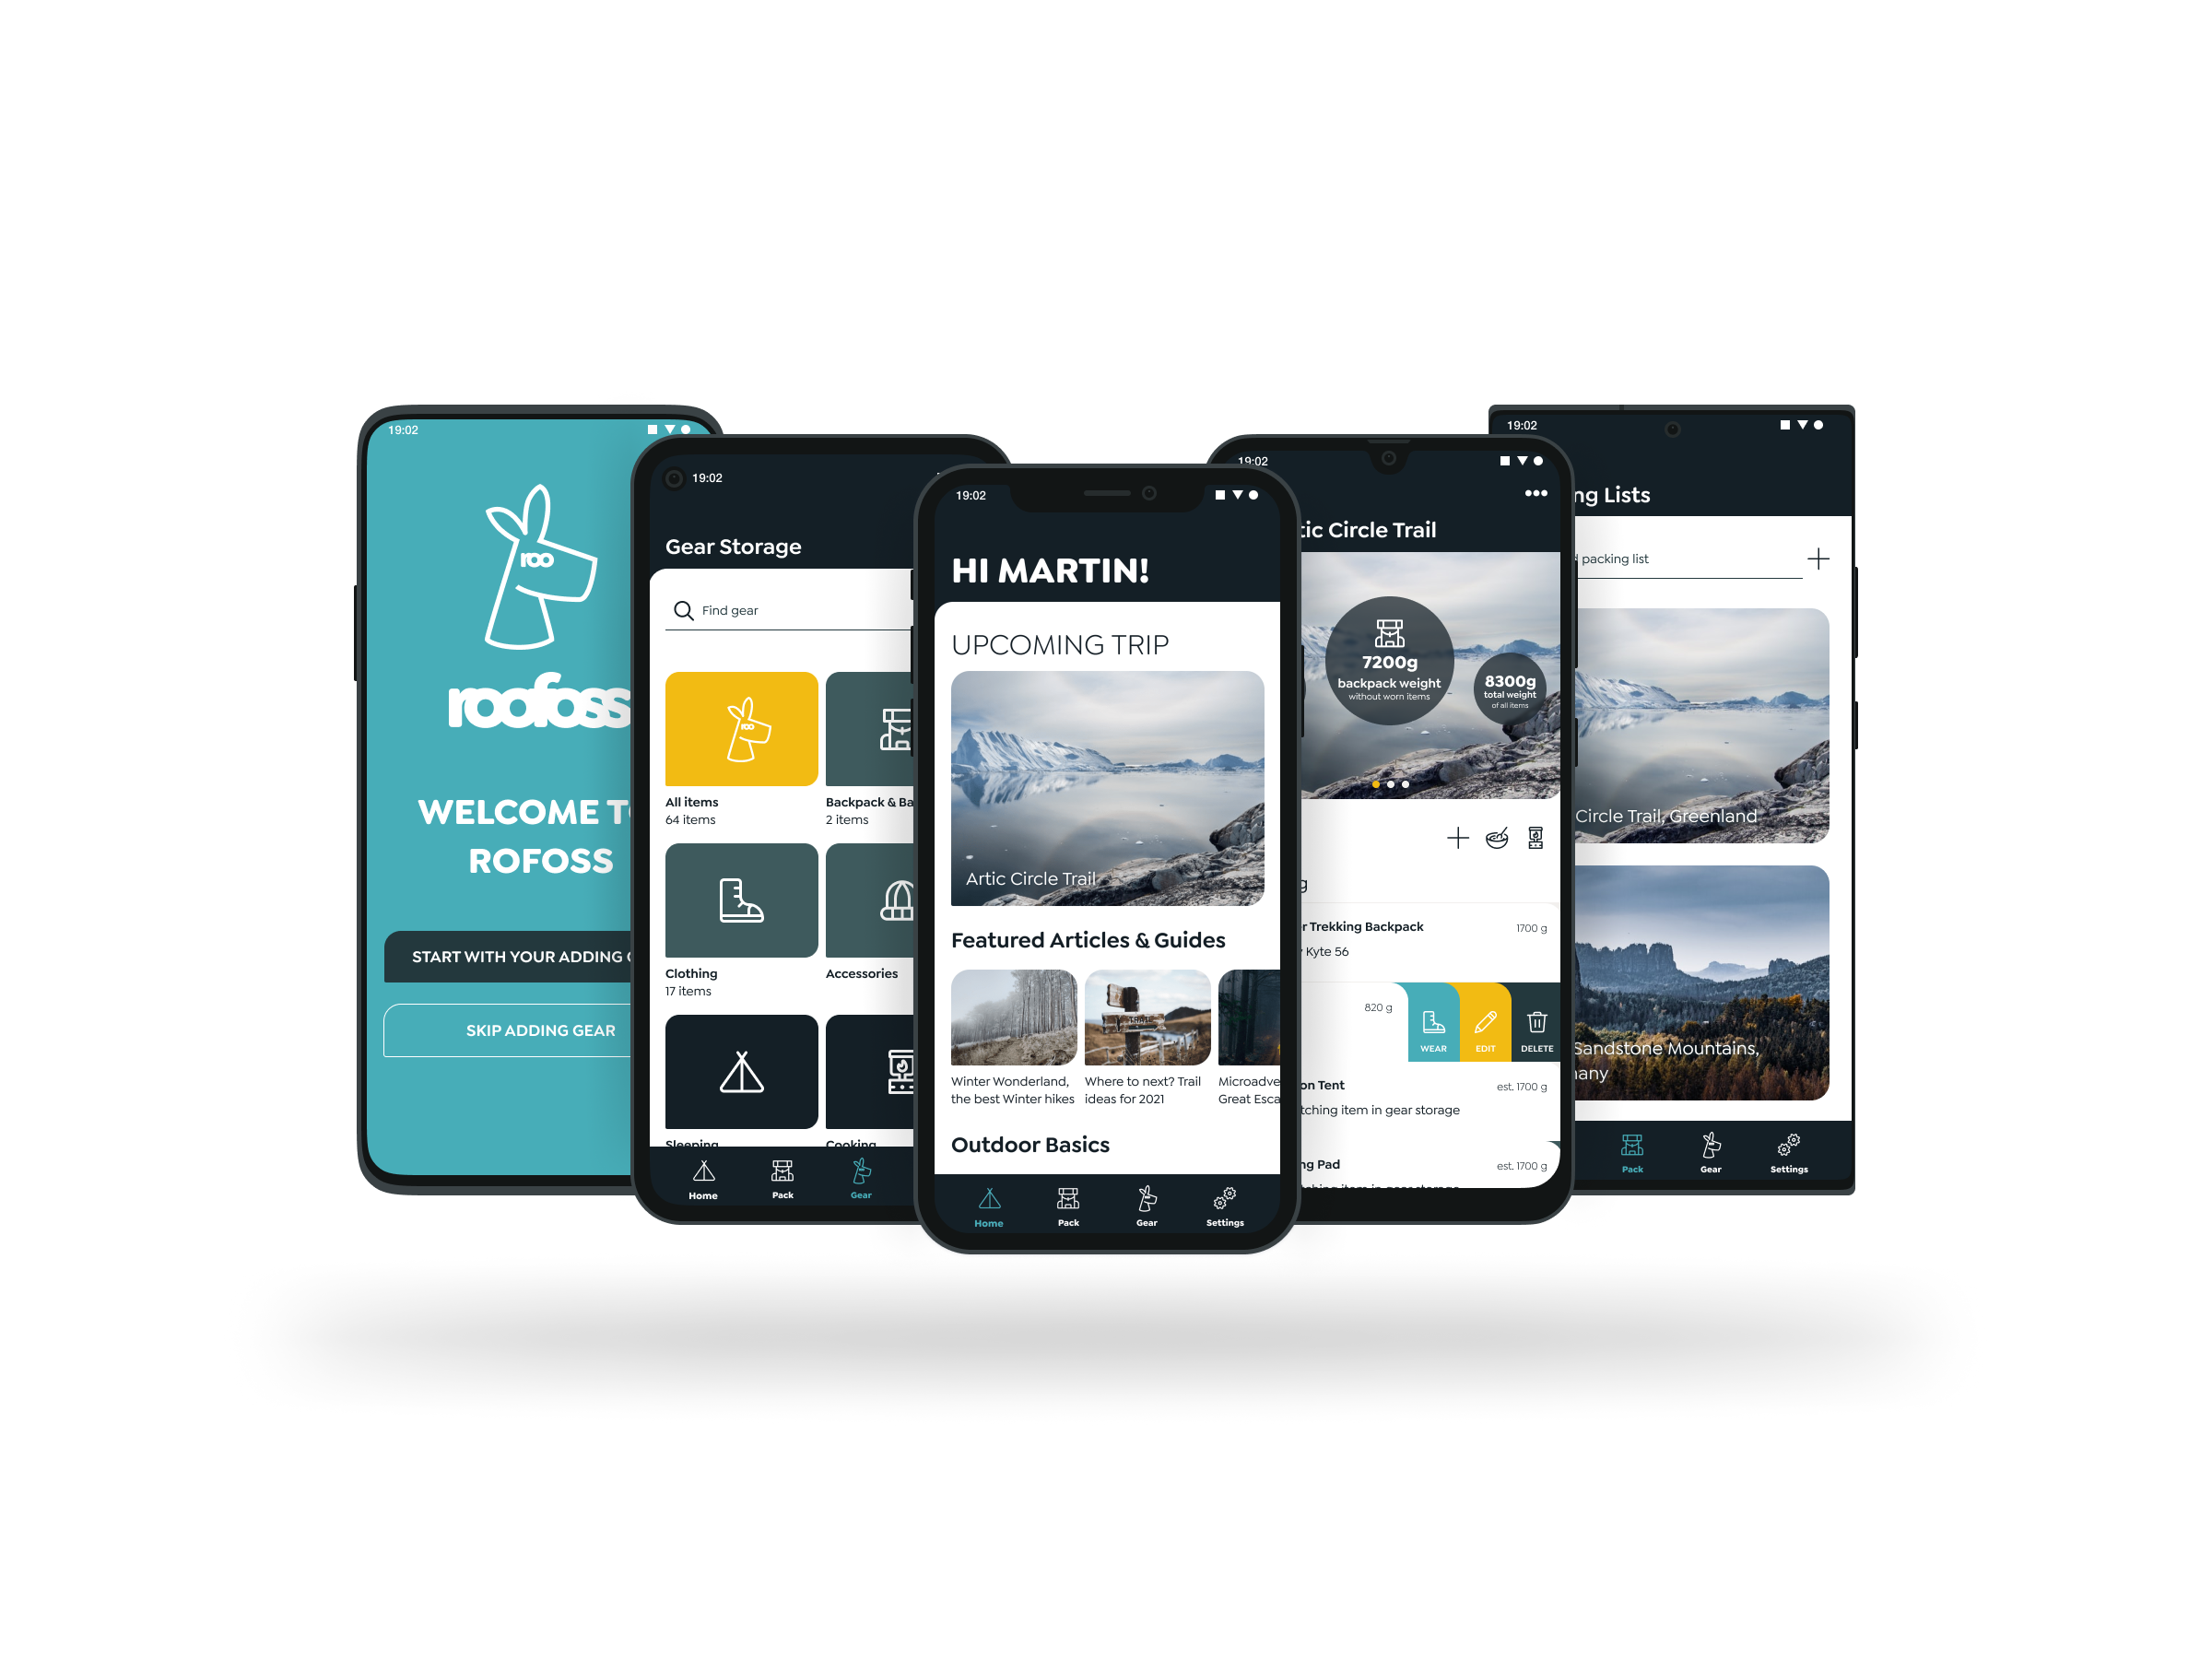 19:02
roo
roofoss
WELCOME TO
ROFOSS
START WITH YOUR ADDING
SKIP ADDING GEAR
19:02
Gear Storage
Find gear
roo
All items
64 items
Backpack & Ba
2 items
Clothing
17 items
Accessories
Sleeping
Cooking
Home
Pack
Gear
19:02
HI MARTIN!
UPCOMING TRIP
Artic Circle Trail
Featured Articles & Guides
Winter Wonderland,
the best Winter hikes
Where to next? Trail
ideas for 2021
Microadve
Great Esca
Outdoor Basics
Home
Pack
Gear
Settings
19:02
tic Circle Trail
7200g
backpack weight
without worn items
8300g
total weight
of all items
g
r Trekking Backpack
1700 g
Kyte 56
820 g
WEAR
EDIT
DELETE
on Tent
est. 1700 g
tching item in gear storage
ng Pad
est. 1700 g
tching item in gear storage
19:02
ng Lists
d packing list
Circle Trail, Greenland
Sandstone Mountains,
any
Pack
Gear
Settings